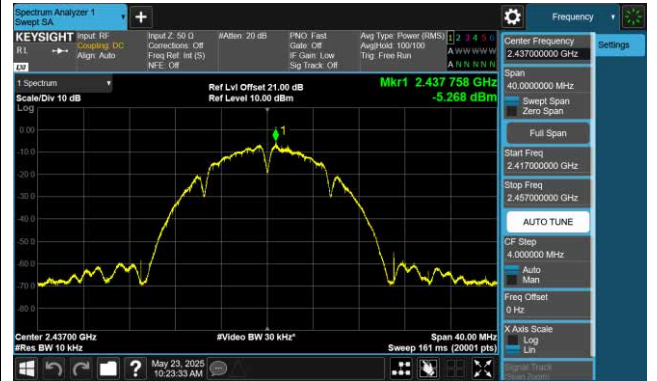 Spectrum Analyzer 1
Swept SA
+
Frequency
KEYSIGHT
RL
Input: RF
Coupling: DC
Align: Auto
Input Z: 50 Ω
Corrections: Off
Freq Ref: Int (S)
NFE: Off
#Atten: 20 dB
PNO: Fast
Gate: Off
IF Gain: Low
Sig Track: Off
Avg Type: Power (RMS)
Avg|Hold: 100/100
Trig: Free Run
1 2 3 4 5 6
A W W W W W
A N N N N N
1 Spectrum
Scale/Div 10 dB
Log
Ref Lvl Offset 21.00 dB
Ref Level 10.00 dBm
Mkr1 2.437 758 GHz
-5.268 dBm
1
0.00
-10.0
-20.0
-30.0
-40.0
-50.0
-60.0
-70.0
-80.0
Center 2.43700 GHz
#Res BW 10 kHz
#Video BW 30 kHz*
Span 40.00 MHz
Sweep 161 ms (20001 pts)
Center Frequency
2.437000000 GHz
Settings
Span
40.0000000 MHz
Swept Span
Zero Span
Full Span
Start Freq
2.417000000 GHz
Stop Freq
2.457000000 GHz
AUTO TUNE
CF Step
4.000000 MHz
Auto
Man
Freq Offset
0 Hz
X Axis Scale
Log
Lin
Signal Track
(Span Zoom)
?
May 23, 2025
10:23:33 AM